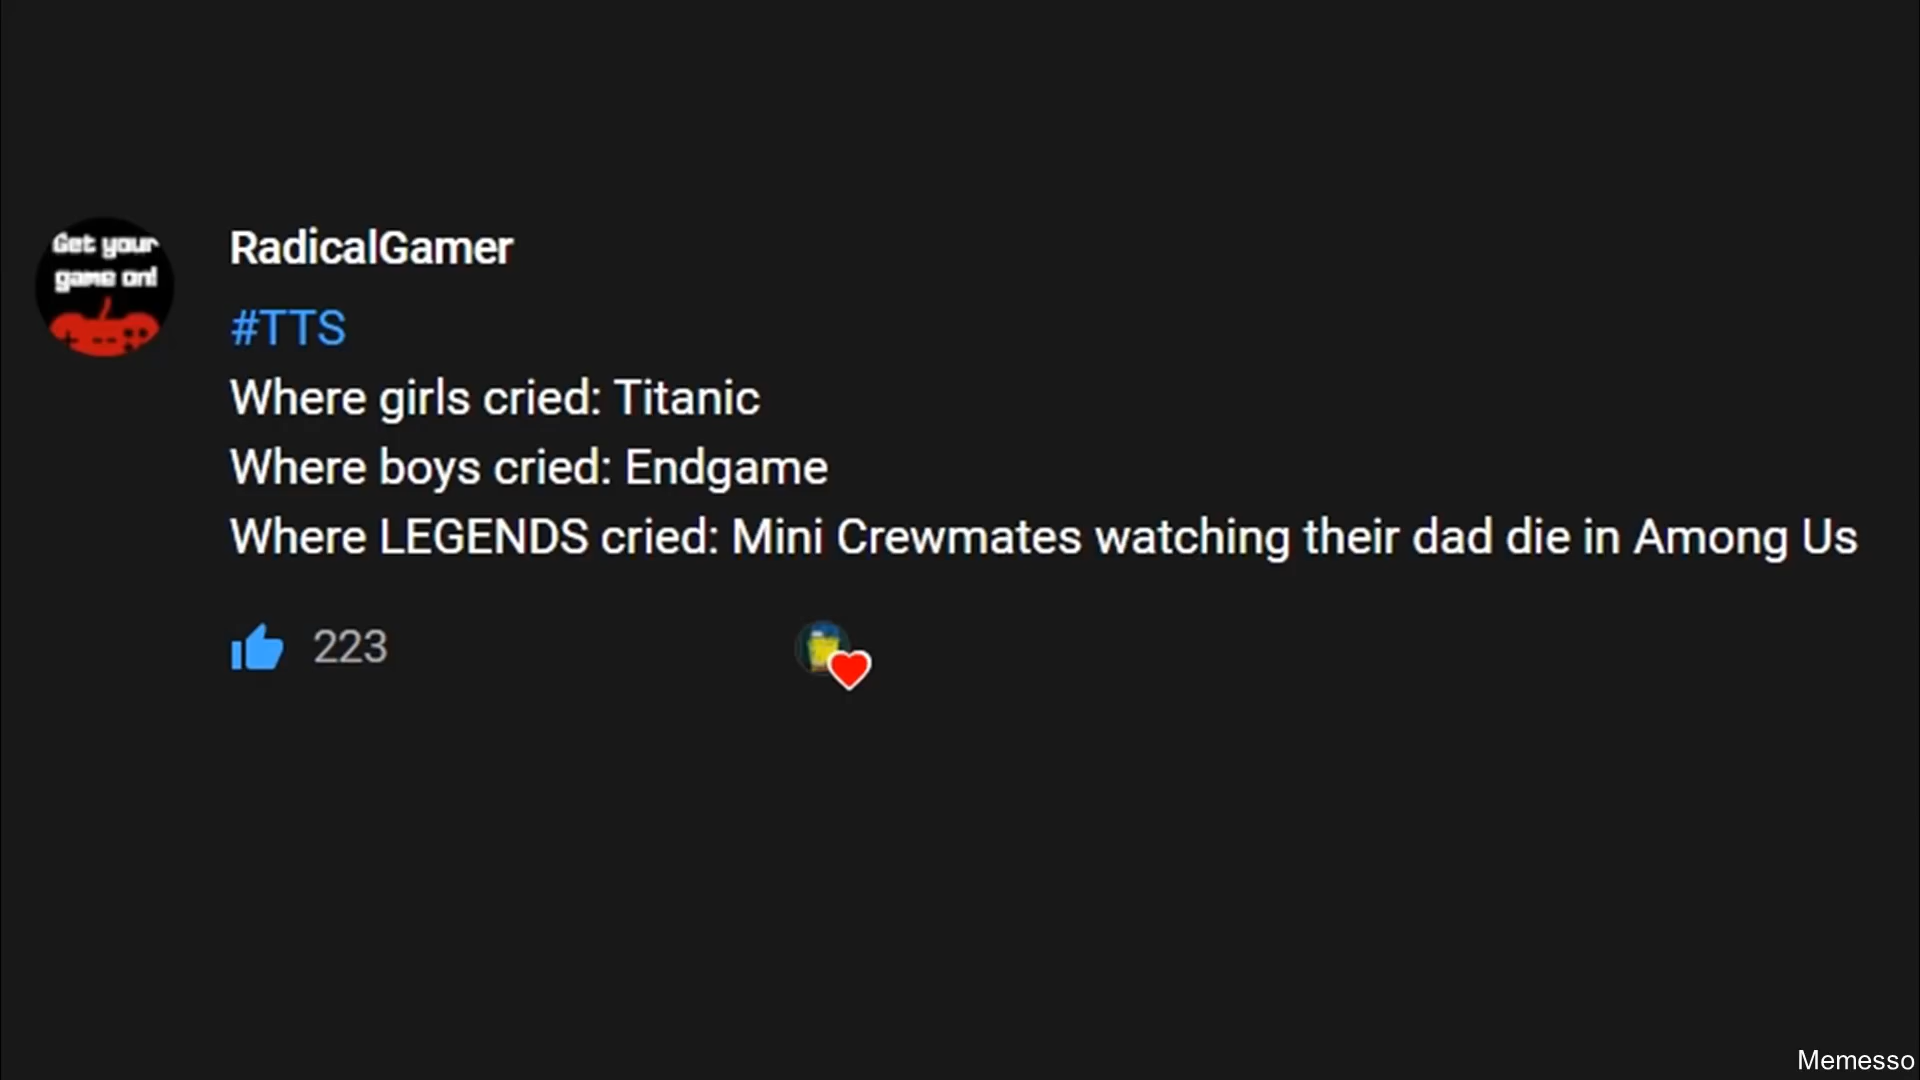 Get your
game on!
RadicalGamer
#TTS
Where girls cried: Titanic
Where boys cried: Endgame
Where LEGENDS cried: Mini Crewmates watching their dad die in Among Us
223
Memesso